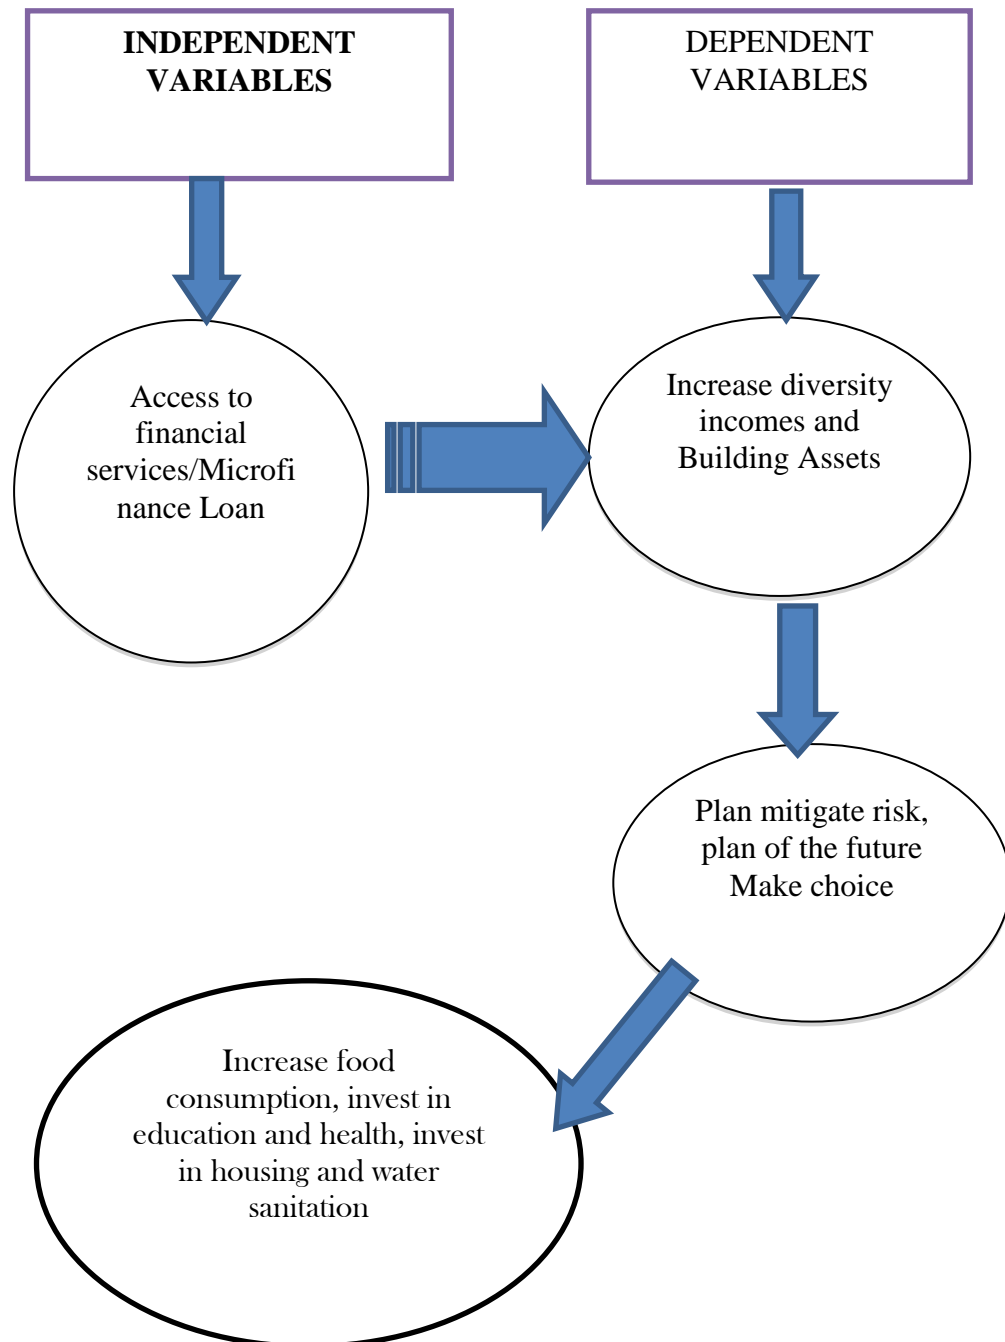 INDEPENDENT
VARIABLES
DEPENDENT
VARIABLES
Access to
financial
services/Microfi
nance Loan
Increase diversity
incomes and
Building Assets
Plan mitigate risk,
plan of the future
Make choice
Increase food
consumption, invest in
education and health, invest
in housing and water
sanitation